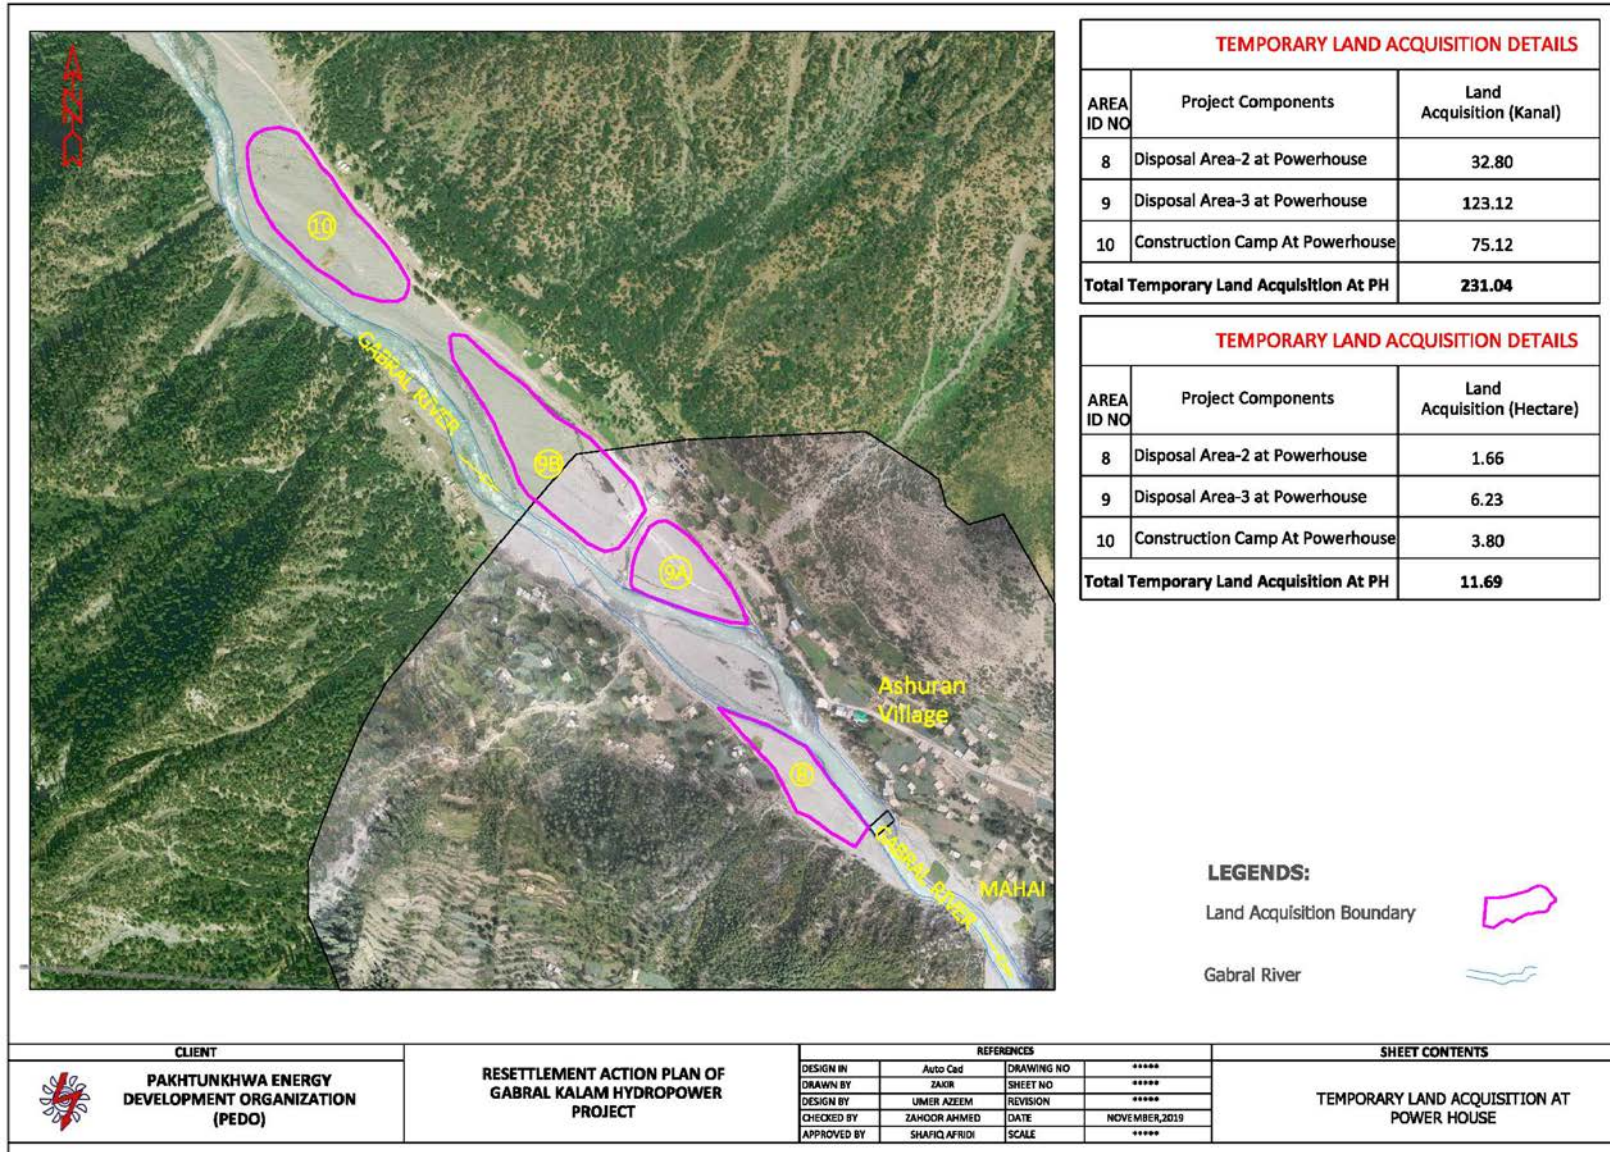 TEMPORARY LAND ACQUISITION DETAILS
AREA ID NO Project Components Land Acquisition (Kanal)
8 Disposal Area-2 at Powerhouse 32.80
9 Disposal Area-3 at Powerhouse 123.12
10 Construction Camp At Powerhouse 75.12
Total Temporary Land Acquisition At PH 231.04
TEMPORARY LAND ACQUISITION DETAILS
AREA ID NO Project Components Land Acquisition (Hectare)
8 Disposal Area-2 at Powerhouse 1.66
9 Disposal Area-3 at Powerhouse 6.23
10 Construction Camp At Powerhouse 3.80
Total Temporary Land Acquisition At PH 11.69
10
GABRAL RIVER
9B
9A
Ashuran
Village
8
GABRAL RIVER
MAHAI
LEGENDS:
Land Acquisition Boundary
Gabral River
CLIENT
PAKHTUNKHWA ENERGY
DEVELOPMENT ORGANIZATION
(PEDO)
RESETTLEMENT ACTION PLAN OF
GABRAL KALAM HYDROPOWER
PROJECT
REFERENCES
DESIGN IN Auto Cad DRAWING NO *****
DRAWN BY ZAKIR SHEET NO *****
DESIGN BY UMER AZEEM REVISION *****
CHECKED BY ZAHOOR AHMED DATE NOVEMBER,2019
APPROVED BY SHAFIQ AFRIDI SCALE *****
SHEET CONTENTS
TEMPORARY LAND ACQUISITION AT
POWER HOUSE